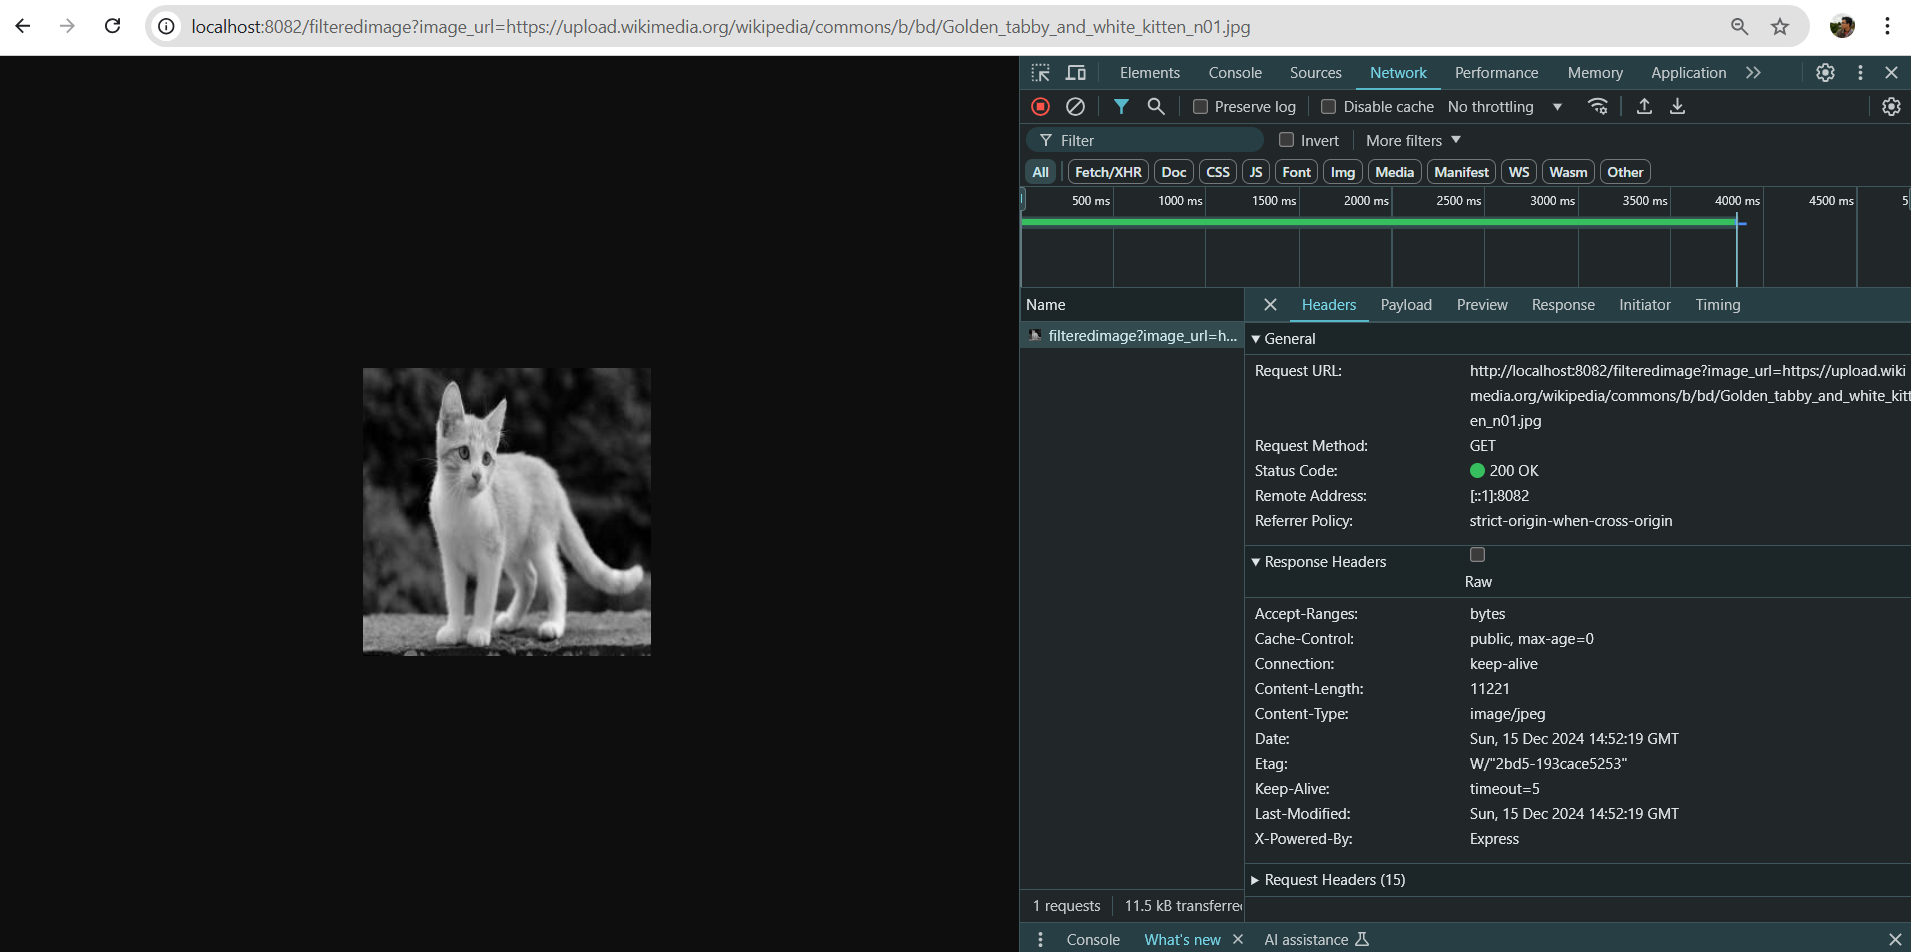 localhost:8082/filteredimage?image_url=https://upload.wikimedia.org/wikipedia/commons/b/bd/Golden_tabby_and_white_kitten_n01.jpg
Elements Console Sources Network Performance Memory Application
Preserve log Disable cache No throttling
Filter Invert More filters
All Fetch/XHR Doc CSS JS Font Img Media Manifest WS Wasm Other
500 ms 1000 ms 1500 ms 2000 ms 2500 ms 3000 ms 3500 ms 4000 ms 4500 ms 5
Name Headers Payload Preview Response Initiator Timing
filteredimage?image_url=h...
General
Request URL: http://localhost:8082/filteredimage?image_url=https://upload.wiki
media.org/wikipedia/commons/b/bd/Golden_tabby_and_white_kitt
en_n01.jpg
Request Method: GET
Status Code: 200 OK
Remote Address: [::1]:8082
Referrer Policy: strict-origin-when-cross-origin
Response Headers
Raw
Accept-Ranges: bytes
Cache-Control: public, max-age=0
Connection: keep-alive
Content-Length: 11221
Content-Type: image/jpeg
Date: Sun, 15 Dec 2024 14:52:19 GMT
Etag: W/"2bd5-193cace5253"
Keep-Alive: timeout=5
Last-Modified: Sun, 15 Dec 2024 14:52:19 GMT
X-Powered-By: Express
Request Headers (15)
1 requests 11.5 kB transferre
Console What's new AI assistance